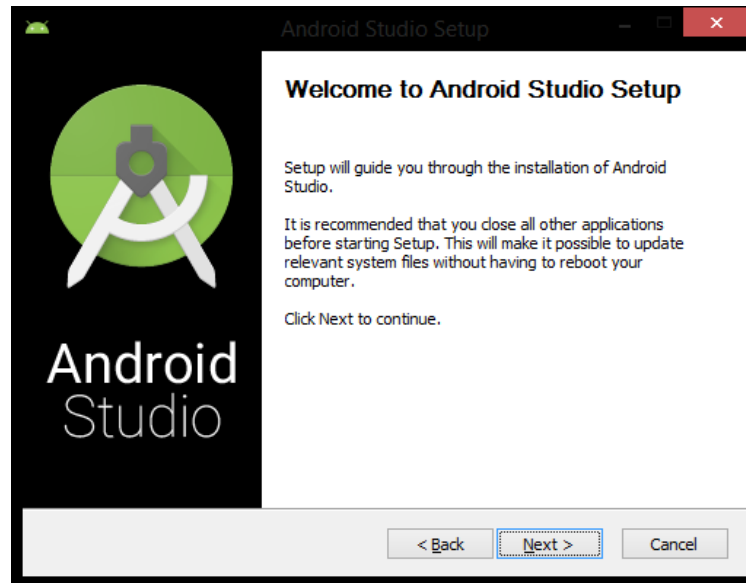 Android Studio Setup
Welcome to Android Studio Setup
Setup will guide you through the installation of Android
Studio.
It is recommended that you close all other applications
before starting Setup. This will make it possible to update
relevant system files without having to reboot your
computer.
Click Next to continue.
Android
Studio
< Back
Next >
Cancel